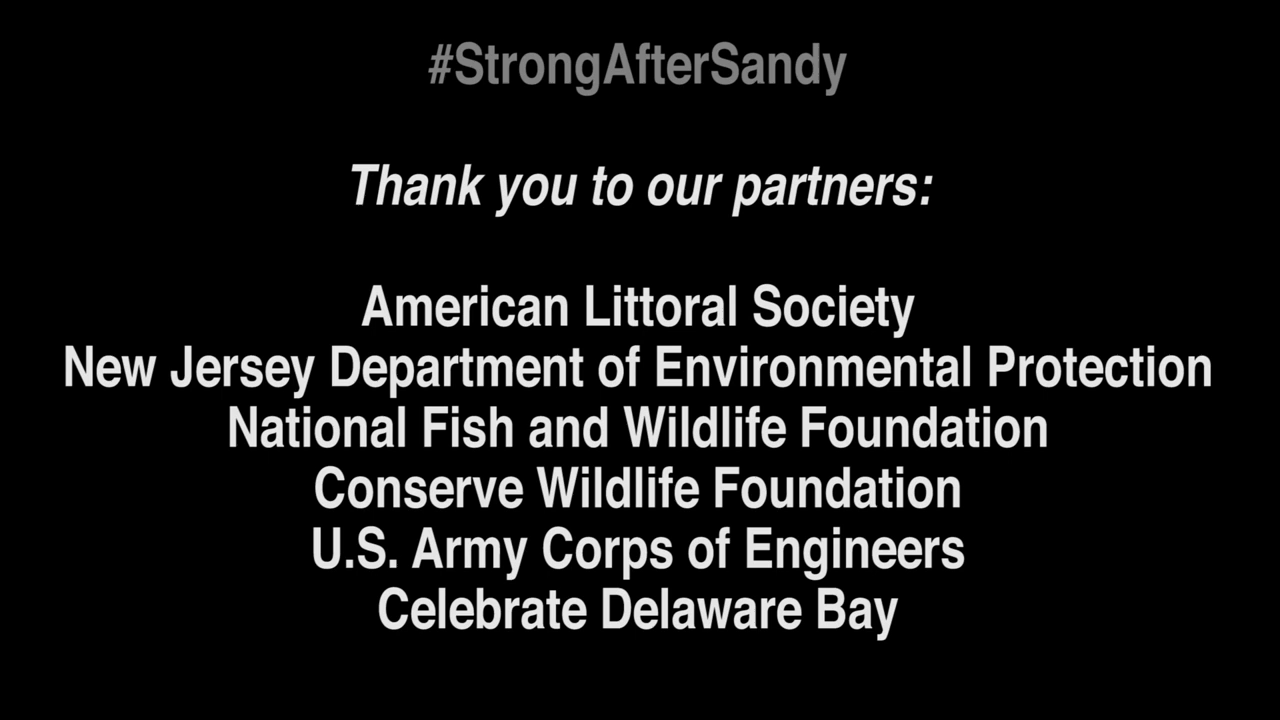 #StrongAfterSandy
Thank you to our partners:
American Littoral Society
New Jersey Department of Environmental Protection
National Fish and Wildlife Foundation
Conserve Wildlife Foundation
U.S. Army Corps of Engineers
Celebrate Delaware Bay